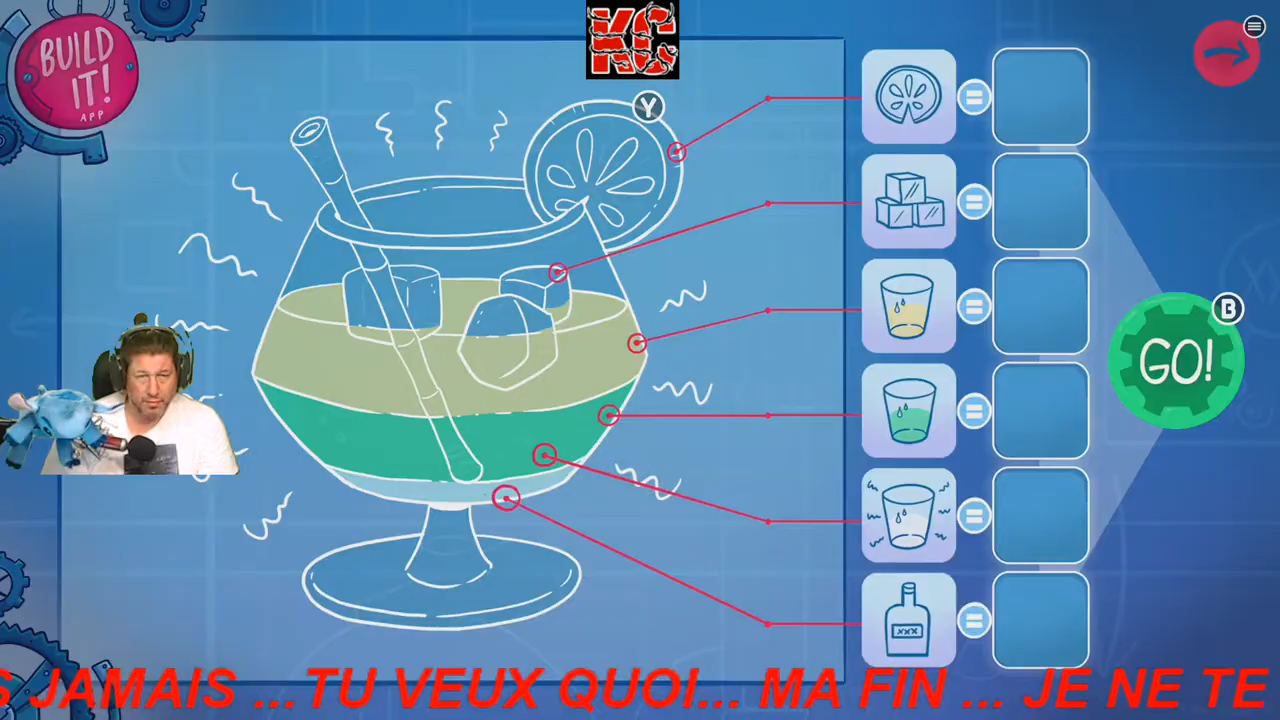 BUILD
IT!
APP
KC
Y
B
GO!
XXX
S JAMAIS ...TU VEUX QUOI... MA FIN ... JE NE TE